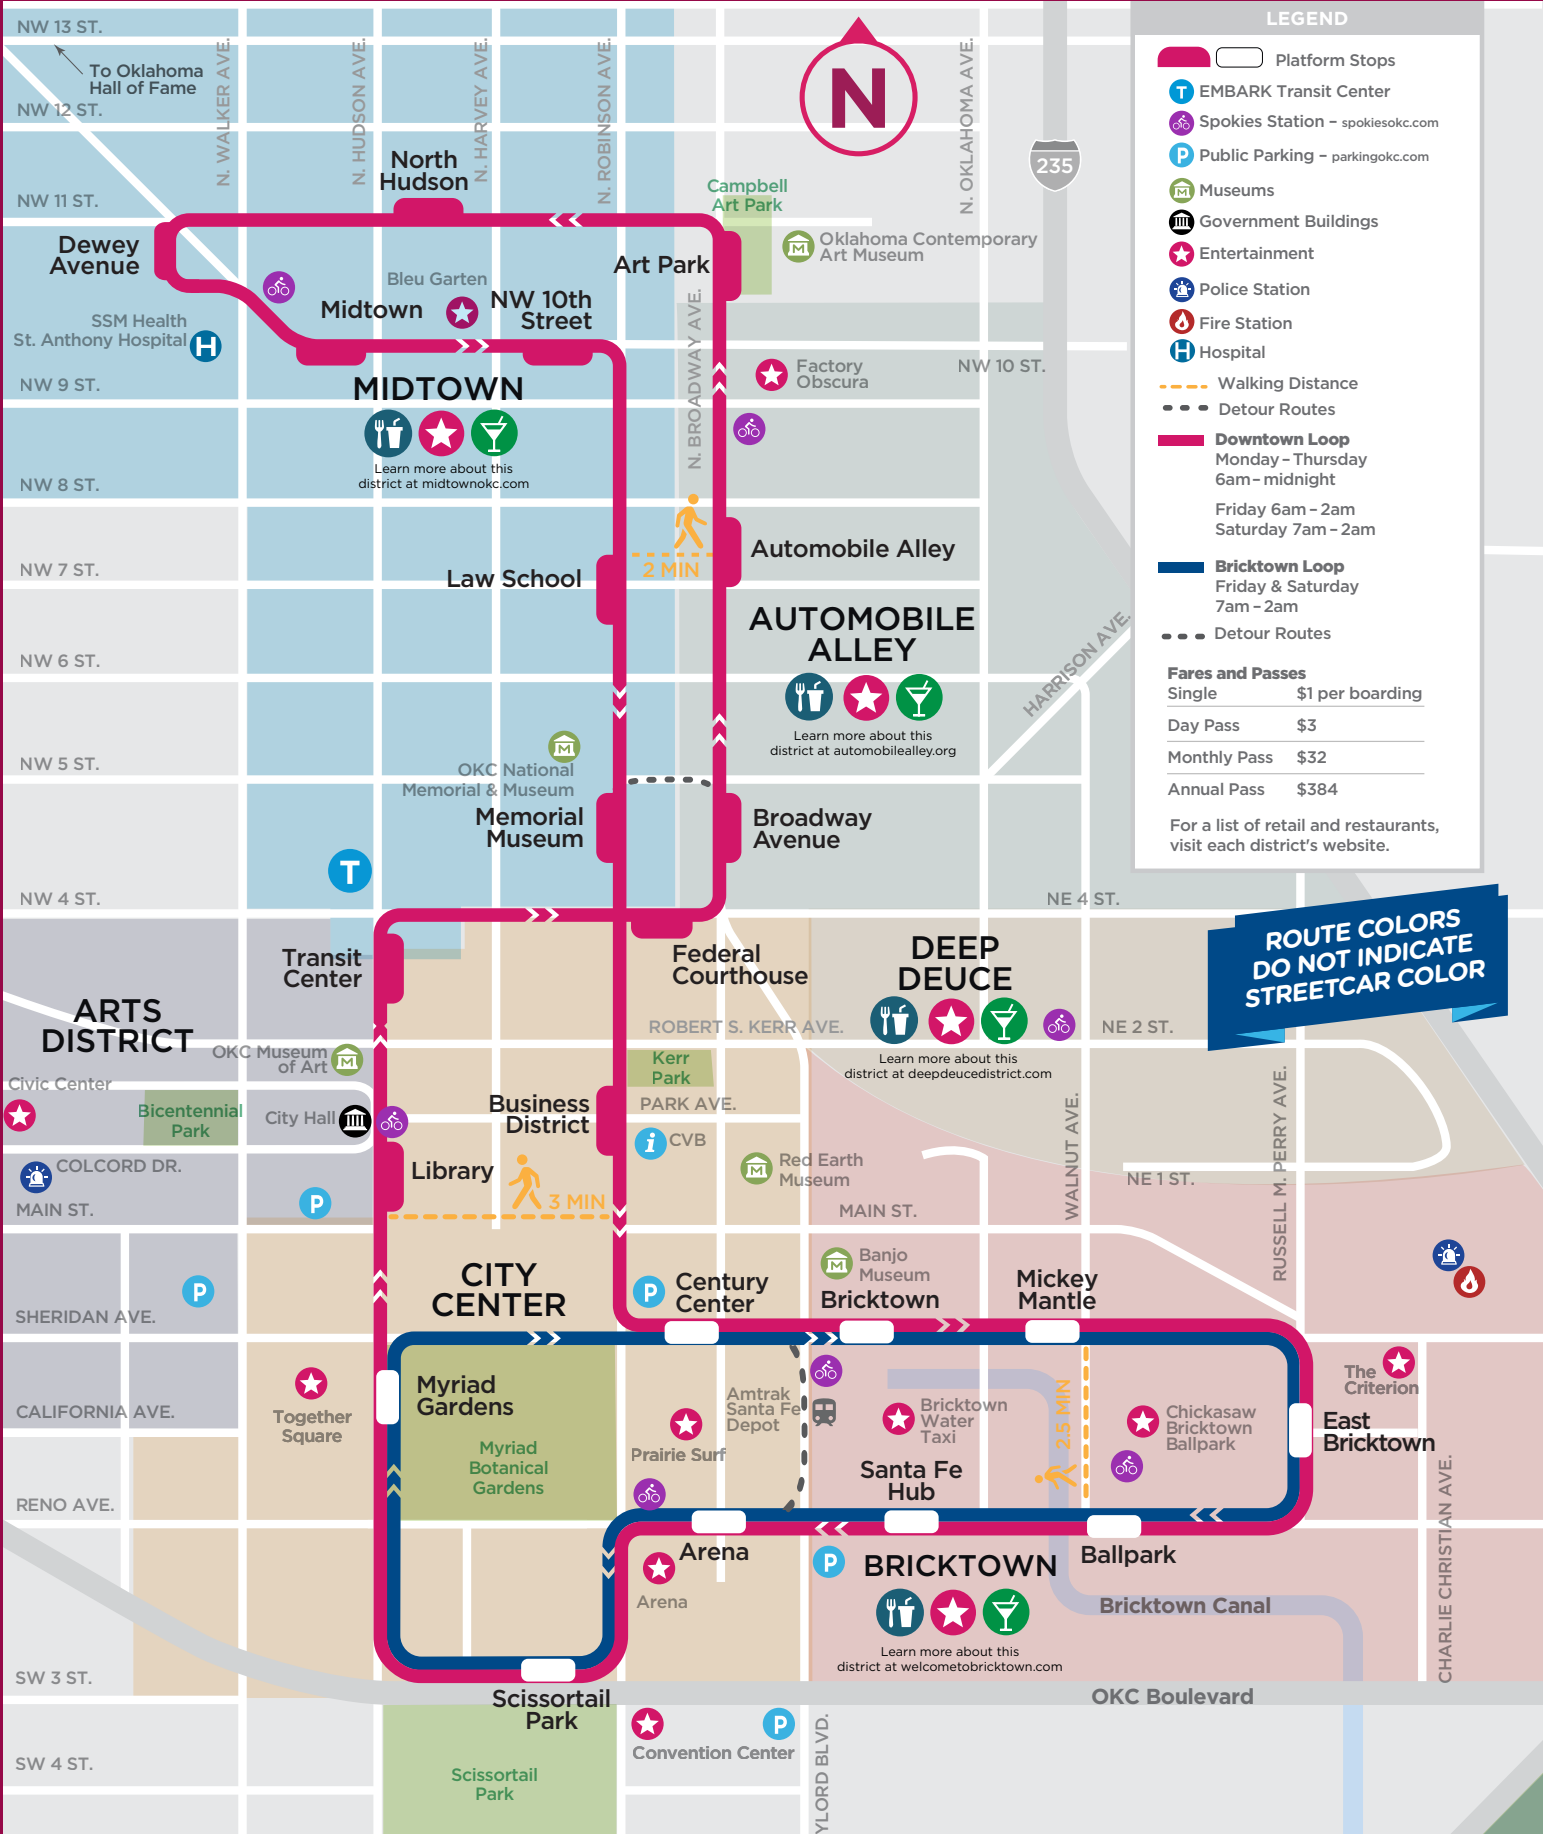 NW 13 ST.
To Oklahoma
Hall of Fame
NW 12 ST.
N. WALKER AVE.
N. HUDSON AVE.
N. HARVEY AVE.
N. ROBINSON AVE.
N
N. OKLAHOMA AVE.
235
NW 11 ST.
North
Hudson
Campbell
Art Park
Dewey
Avenue
Art Park
Oklahoma Contemporary
Art Museum
Bleu Garten
Midtown
NW 10th
Street
SSM Health
St. Anthony Hospital
H
N. BROADWAY AVE.
Factory
Obscura
NW 10 ST.
NW 9 ST.
MIDTOWN
Learn more about this
district at midtownokc.com
NW 8 ST.
2 MIN
Automobile Alley
Law School
NW 7 ST.
AUTOMOBILE
ALLEY
Learn more about this
district at automobilealley.org
HARRISON AVE.
NW 6 ST.
NW 5 ST.
M
OKC National
Memorial & Museum
Memorial
Museum
Broadway
Avenue
T
NW 4 ST.
NE 4 ST.
Transit
Center
Federal
Courthouse
DEEP
DEUCE
Learn more about this
district at deepdeucedistrict.com
ARTS
DISTRICT
ROBERT S. KERR AVE.
NE 2 ST.
OKC Museum
of Art
M
Kerr
Park
Civic Center
Bicentennial
Park
City Hall
Business
District
PARK AVE.
i
CVB
COLCORD DR.
Library
3 MIN
M
Red Earth
Museum
NE 1 ST.
WALNUT AVE.
RUSSELL M. PERRY AVE.
MAIN ST.
P
MAIN ST.
CITY
CENTER
P
Century
Center
M
Banjo
Museum
Bricktown
Mickey
Mantle
P
SHERIDAN AVE.
Myriad
Gardens
Together
Square
Myriad
Botanical
Gardens
CALIFORNIA AVE.
Amtrak
Santa Fe
Depot
Prairie Surf
Bricktown
Water
Taxi
2.5 MIN
Chickasaw
Bricktown
Ballpark
The
Criterion
East
Bricktown
Santa Fe
Hub
RENO AVE.
Arena
Arena
P
BRICKTOWN
Learn more about this
district at welcometobricktown.com
Ballpark
Bricktown Canal
CHARLIE CHRISTIAN AVE.
SW 3 ST.
Scissortail
Park
OKC Boulevard
P
Convention Center
YLORD BLVD.
SW 4 ST.
Scissortail
Park
LEGEND
Platform Stops
T EMBARK Transit Center
Spokies Station – spokiesokc.com
P Public Parking – parkingokc.com
M Museums
Government Buildings
Entertainment
Police Station
Fire Station
H Hospital
Walking Distance
Detour Routes
Downtown Loop
Monday – Thursday
6am – midnight
Friday 6am – 2am
Saturday 7am – 2am
Bricktown Loop
Friday & Saturday
7am – 2am
Detour Routes
Fares and Passes
Single $1 per boarding
Day Pass $3
Monthly Pass $32
Annual Pass $384
For a list of retail and restaurants,
visit each district's website.
ROUTE COLORS
DO NOT INDICATE
STREETCAR COLOR
M